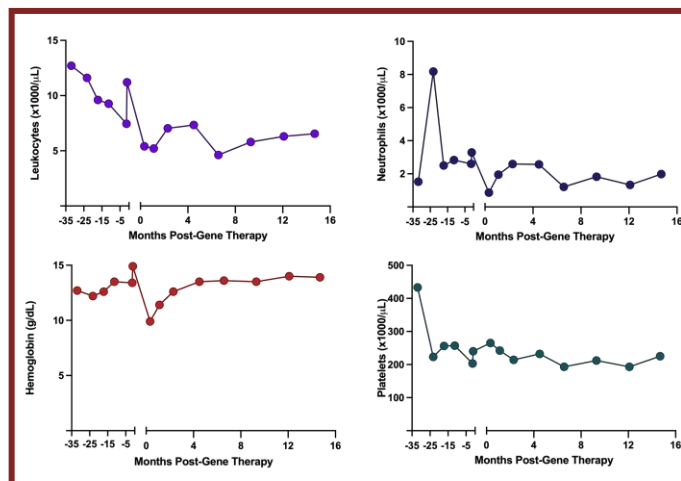 15
10
5
Leukocytes (x1000/μL)
-35 -25 -15 -5 0 4 8 12 16
Months Post-Gene Therapy
10
8
6
4
2
Neutrophils (x1000/μL)
-35 -25 -15 -5 0 4 8 12 16
Months Post-Gene Therapy
15
10
5
Hemoglobin (g/dL)
-35 -25 -15 -5 0 4 8 12 16
Months Post-Gene Therapy
500
400
300
200
100
Platelets (x1000/μL)
-35 -25 -15 -5 0 4 8 12 16
Months Post-Gene Therapy